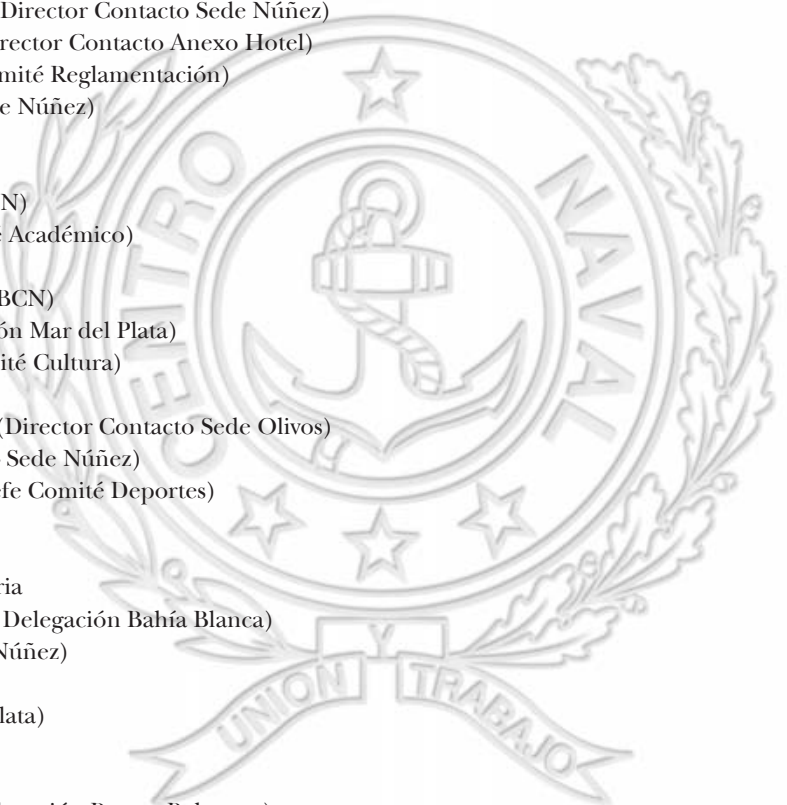 Director Contacto Sede Núñez)
rector Contacto Anexo Hotel)
mité Reglamentación)
e Núñez)
N)
e Académico)
BCN)
ón Mar del Plata)
ité Cultura)
(Director Contacto Sede Olivos)
Sede Núñez)
efe Comité Deportes)
ria
Delegación Bahía Blanca)
Núñez)
lata)
CENTRO NAVAL
UNION Y TRABAJO